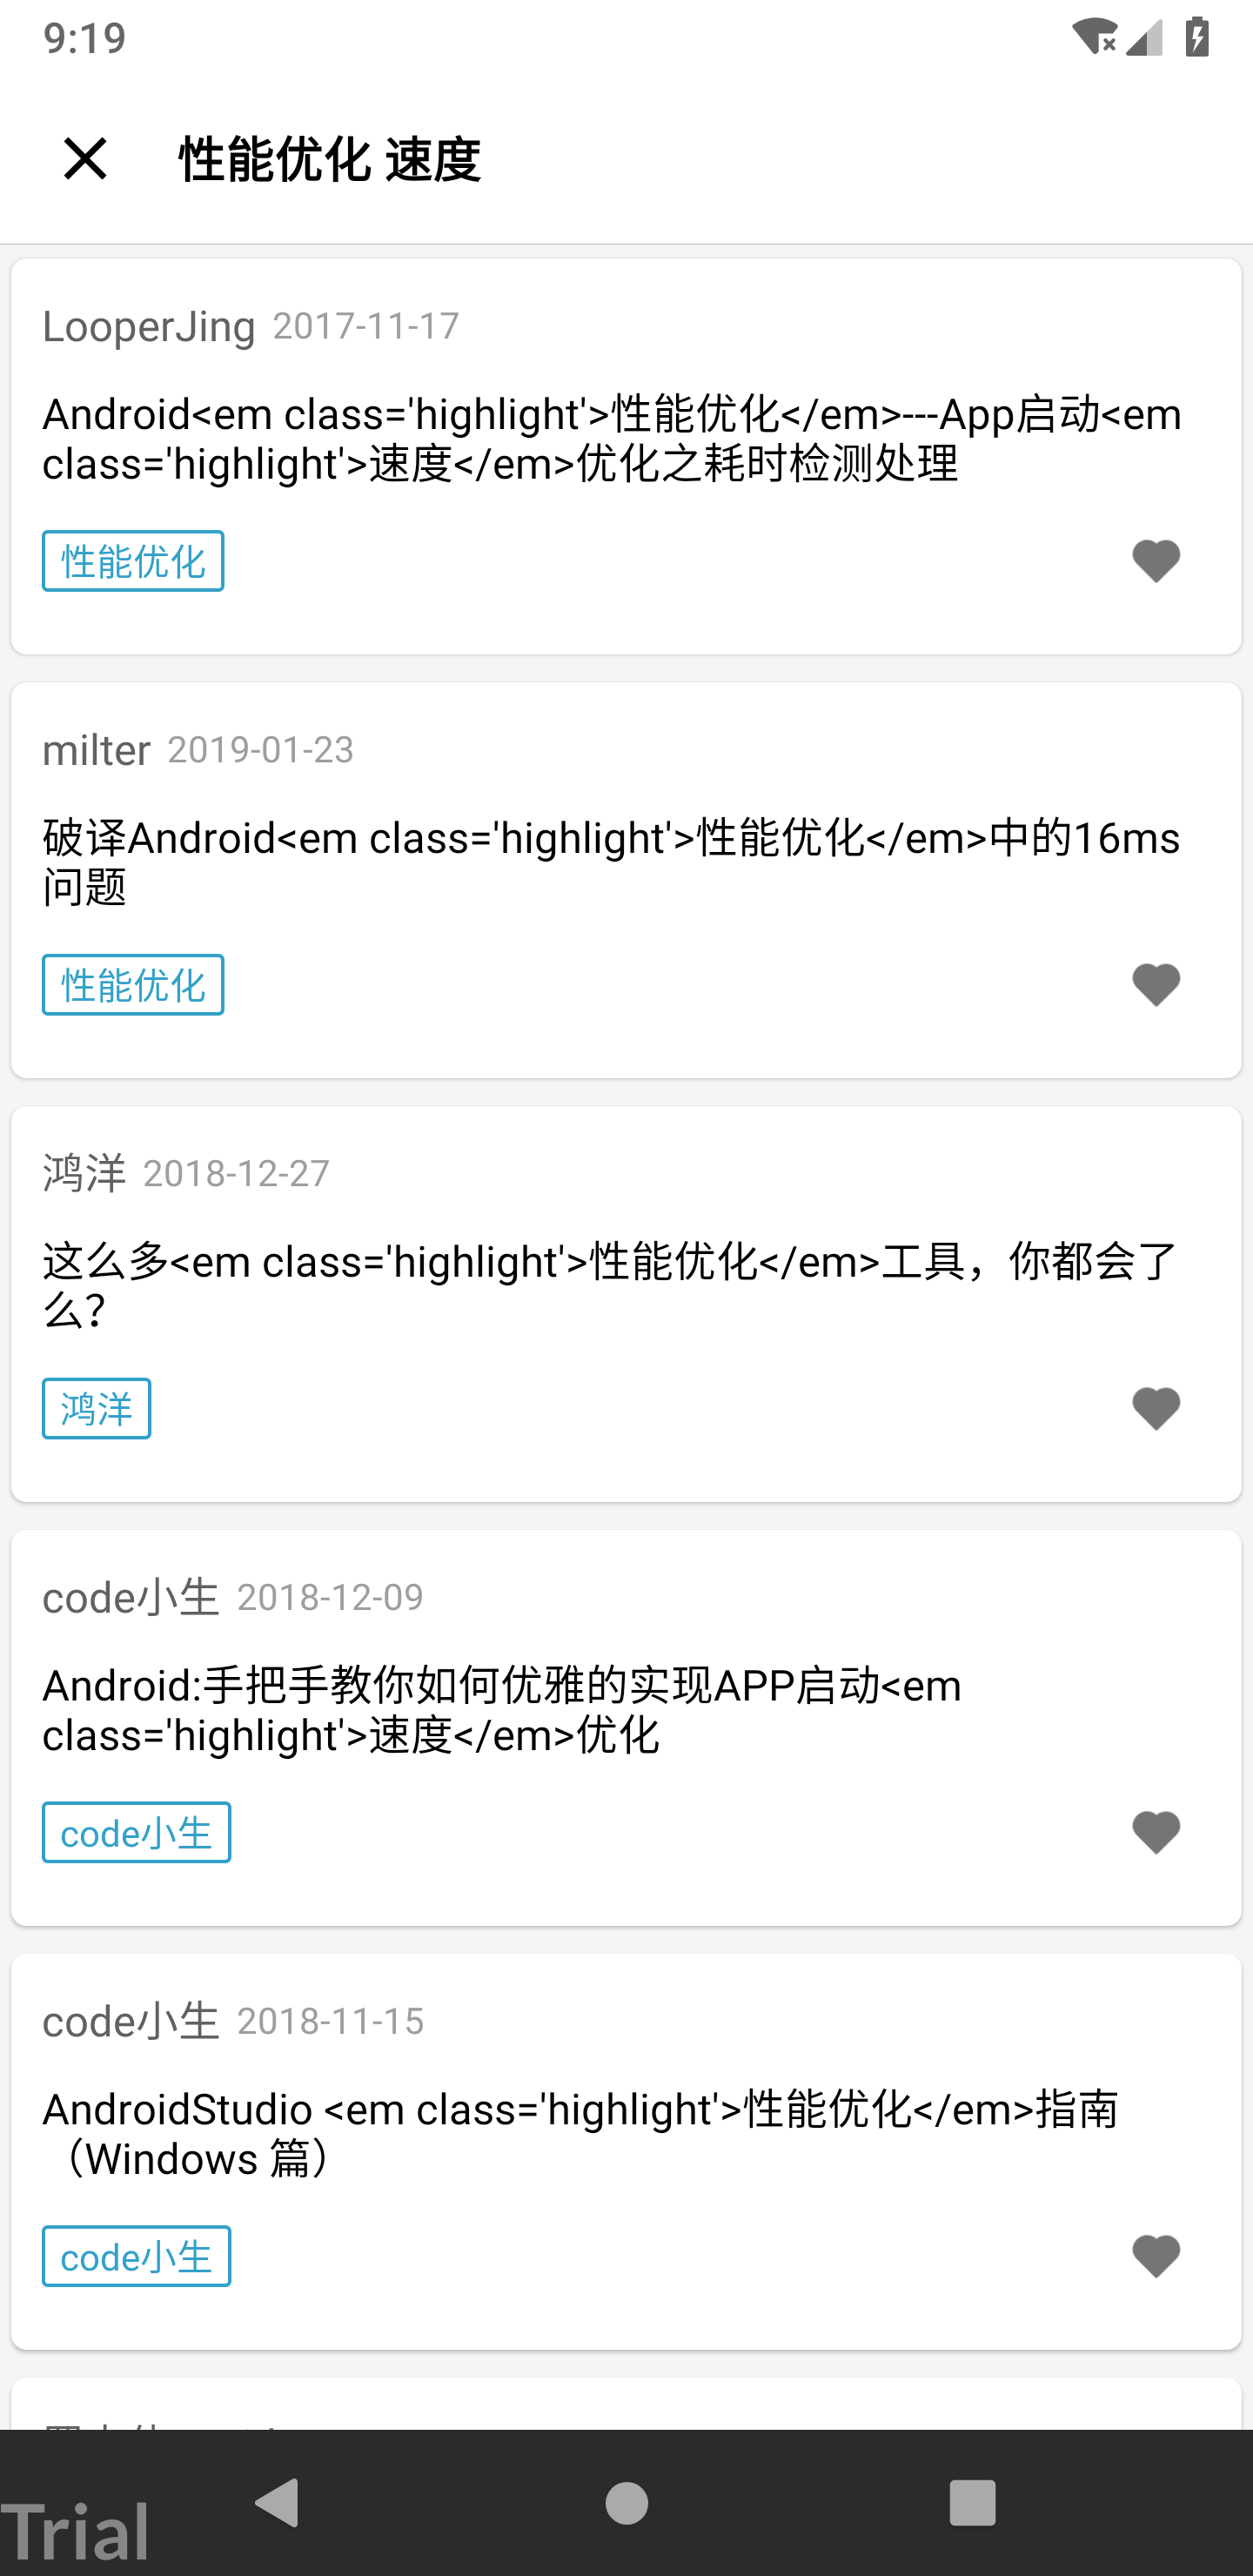 9:19
性能优化 速度
LooperJing 2017-11-17
Android<em class='highlight'>性能优化</em>---App启动<em
class='highlight'>速度</em>优化之耗时检测处理
性能优化
milter 2019-01-23
破译Android<em class='highlight'>性能优化</em>中的16ms
问题
性能优化
鸿洋 2018-12-27
这么多<em class='highlight'>性能优化</em>工具，你都会了
么？
鸿洋
code小生 2018-12-09
Android:手把手教你如何优雅的实现APP启动<em
class='highlight'>速度</em>优化
code小生
code小生 2018-11-15
AndroidStudio <em class='highlight'>性能优化</em>指南
（Windows 篇）
code小生
Trial